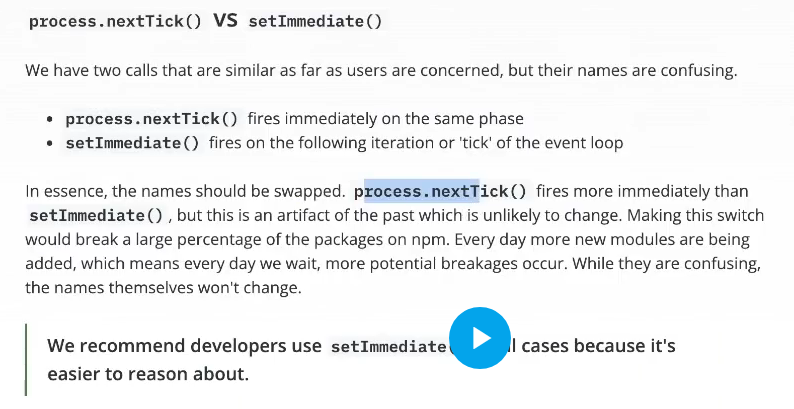 process.nextTick() VS setImmediate()
We have two calls that are similar as far as users are concerned, but their names are confusing.
• process.nextTick() fires immediately on the same phase
• setImmediate() fires on the following iteration or 'tick' of the event loop
In essence, the names should be swapped. process.nextTick() fires more immediately than
setImmediate() , but this is an artifact of the past which is unlikely to change. Making this switch
would break a large percentage of the packages on npm. Every day more new modules are being
added, which means every day we wait, more potential breakages occur. While they are confusing,
the names themselves won't change.
We recommend developers use setImmediate( cases because it's
easier to reason about.